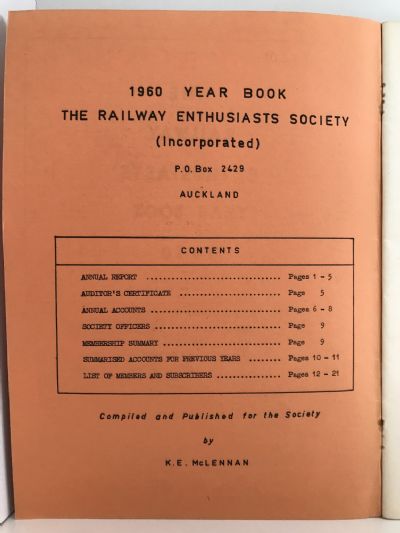 1960 YEAR BOOK
THE RAILWAY ENTHUSIASTS SOCIETY
(Incorporated)
P.O. Box 2429
AUCKLAND
CONTENTS
ANNUAL REPORT ................................. Pages 1 - 5
AUDITOR'S CERTIFICATE ........................ Page 5
ANNUAL ACCOUNTS ................................ Pages 6 - 8
SOCIETY OFFICERS .............................. Page 9
MEMBERSHIP SUMMARY ........................... Page 9
SUMMARISED ACCOUNTS FOR PREVIOUS YEARS ........ Pages 10 - 11
LIST OF MEMBERS AND SUBSCRIBERS ................ Pages 12 - 21
Compiled and Published for the Society
by
K.E. McLENNAN